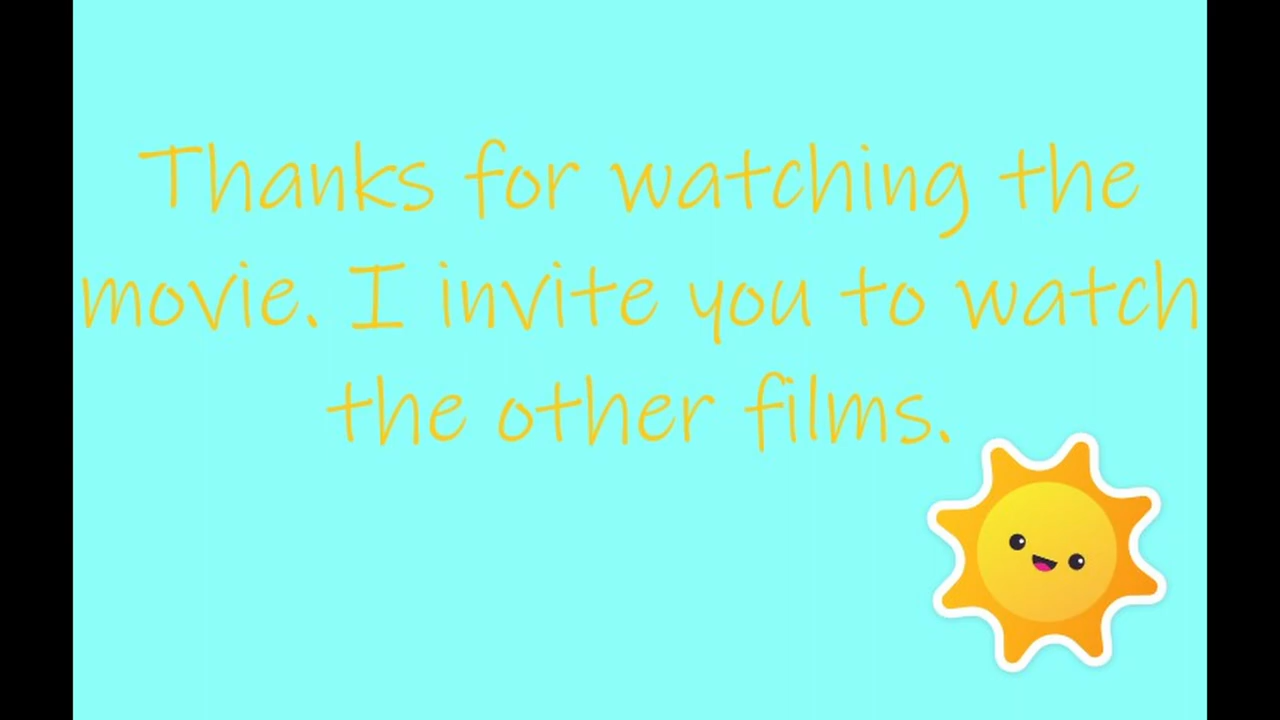 Thanks for watching the
movie. I invite you to watch
the other films.